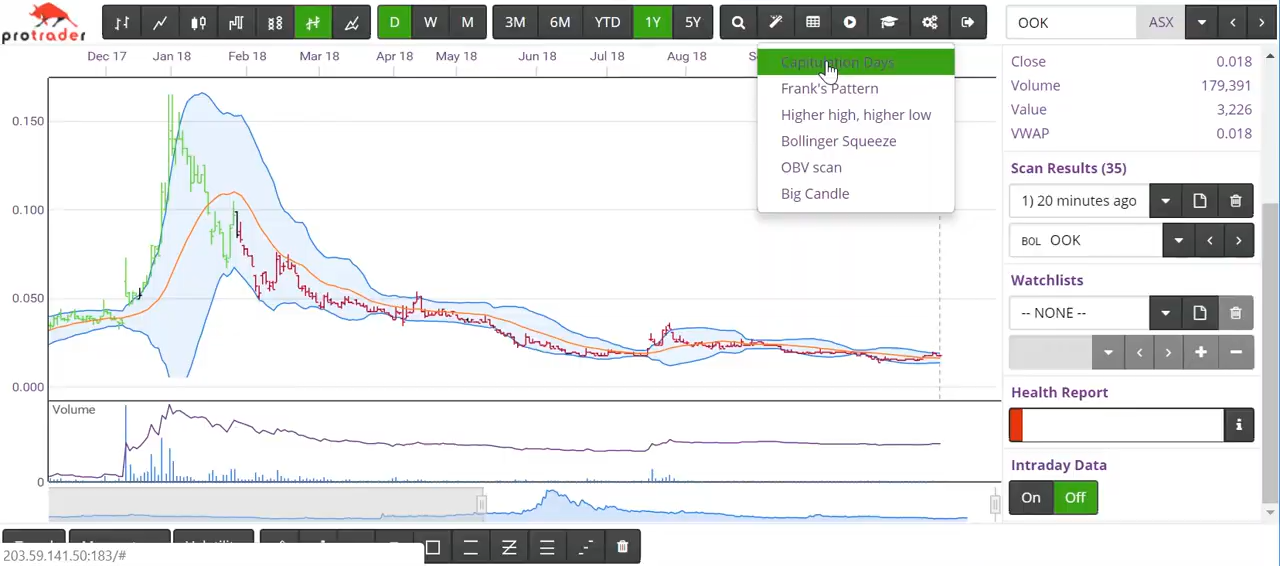 protrader
D W M 3M 6M YTD 1Y 5Y
OOK ASX
Dec 17 Jan 18 Feb 18 Mar 18 Apr 18 May 18 Jun 18 Jul 18 Aug 18
Capitulation Days
Frank's Pattern
Higher high, higher low
Bollinger Squeeze
OBV scan
Big Candle
0.150
0.100
0.050
0.000
Volume
0
Close 0.018
Volume 179,391
Value 3,226
VWAP 0.018
Scan Results (35)
1) 20 minutes ago
BOL OOK
Watchlists
-- NONE --
Health Report
Intraday Data
On Off
203.59.141.50:183/#